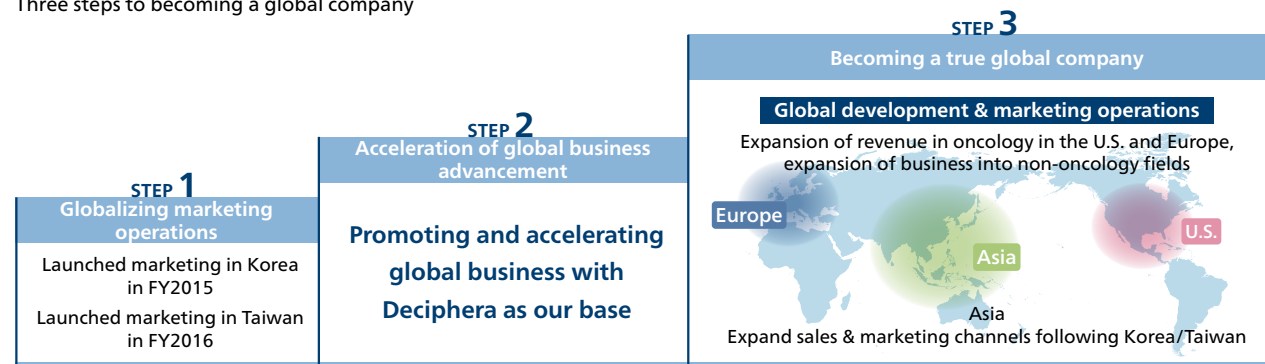 Three steps to becoming a global company
STEP 1
Globalizing marketing
operations
Launched marketing in Korea
in FY2015
Launched marketing in Taiwan
in FY2016
STEP 2
Acceleration of global business
advancement
Promoting and accelerating
global business with
Deciphera as our base
STEP 3
Becoming a true global company
Global development & marketing operations
Expansion of revenue in oncology in the U.S. and Europe,
expansion of business into non-oncology fields
Europe
Asia
U.S.
Asia
Expand sales & marketing channels following Korea/Taiwan